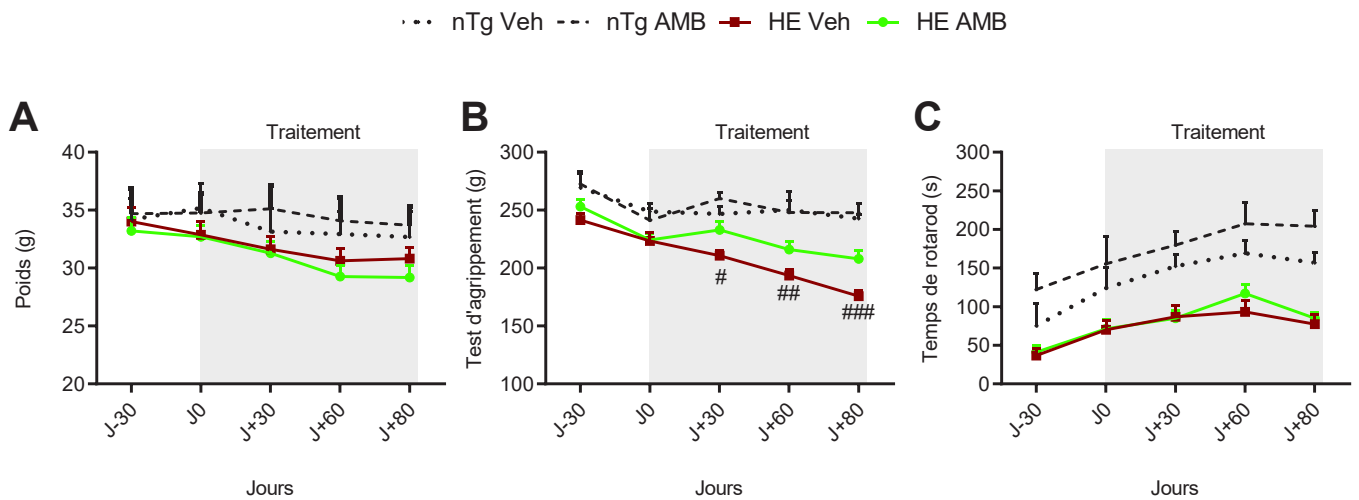 nTg Veh nTg AMB HE Veh HE AMB
A
Traitement
Poids (g)
40
35
30
25
20
J-30 J0 J+30 J+60 J+80
Jours
B
Traitement
Test d'agrippement (g)
300
250
200
150
100
#
##
###
J-30 J0 J+30 J+60 J+80
Jours
C
Traitement
Temps de rotarod (s)
300
250
200
150
100
50
0
J-30 J0 J+30 J+60 J+80
Jours